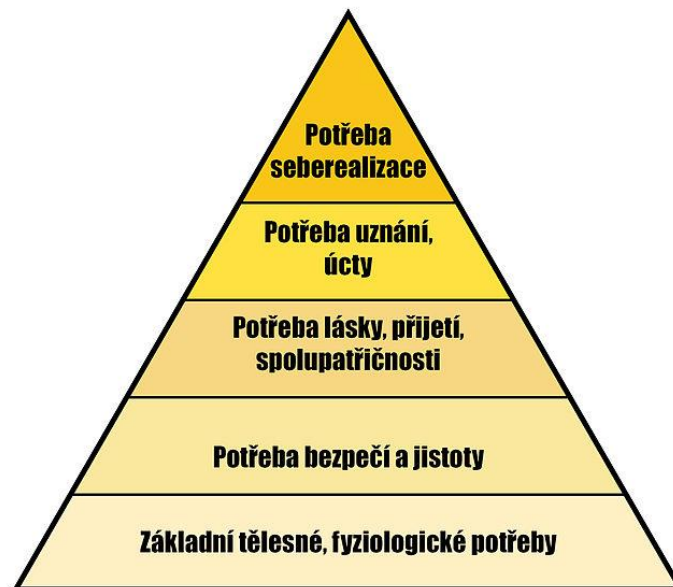 Potřeba
seberealizace
Potřeba uznání,
úcty
Potřeba lásky, přijetí,
spolupatřičnosti
Potřeba bezpečí a jistoty
Základní tělesné, fyziologické potřeby